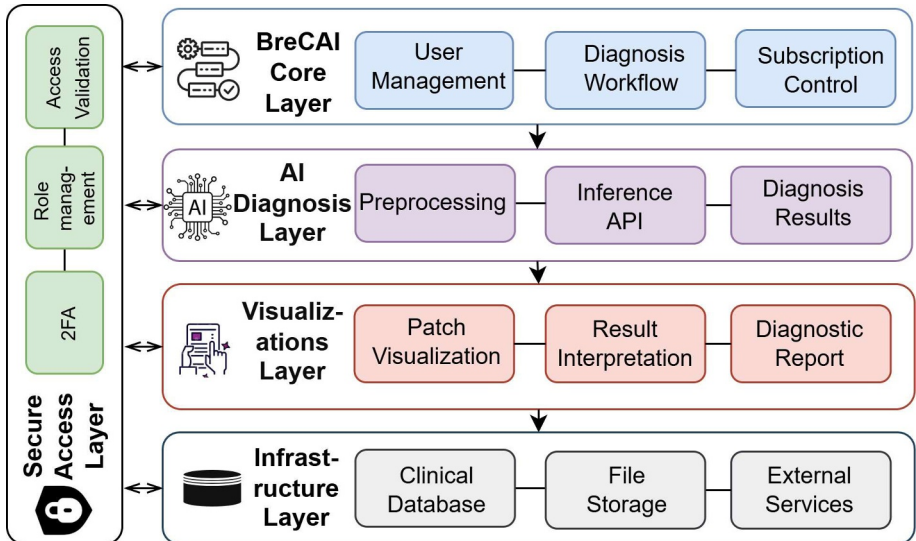 Access
Validation
Role
manag-
ement
2FA
Secure
Access
Layer
BreCAI
Core
Layer
User
Management
Diagnosis
Workflow
Subscription
Control
AI
AI
Diagnosis
Layer
Preprocessing
Inference
API
Diagnosis
Results
Visualiz-
ations
Layer
Patch
Visualization
Result
Interpretation
Diagnostic
Report
Infrast-
ructure
Layer
Clinical
Database
File
Storage
External
Services